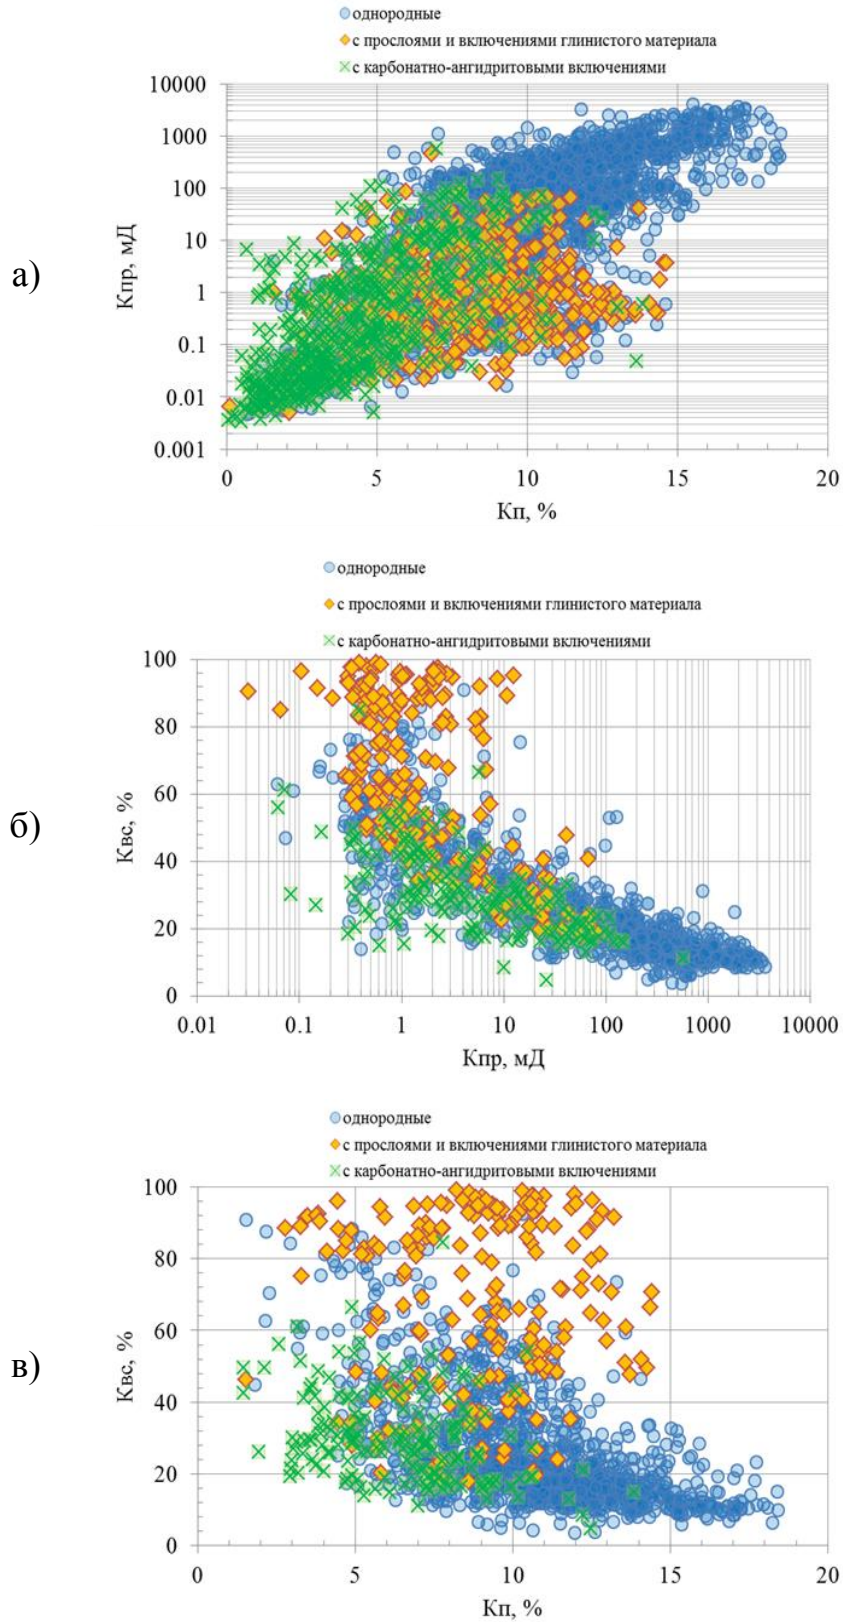 однородные
с прослоями и включениями глинистого материала
с карбонатно-ангидритовыми включениями
а)
Кпр, мД
10000
1000
100
10
1
0.1
0.01
0.001
0 5 10 15 20
Кп, %
однородные
с прослоями и включениями глинистого материала
с карбонатно-ангидритовыми включениями
б)
Квс, %
100
80
60
40
20
0
0.01 0.1 1 10 100 1000 10000
Кпр, мД
однородные
с прослоями и включениями глинистого материала
с карбонатно-ангидритовыми включениями
в)
Квс, %
100
80
60
40
20
0
0 5 10 15 20
Кп, %